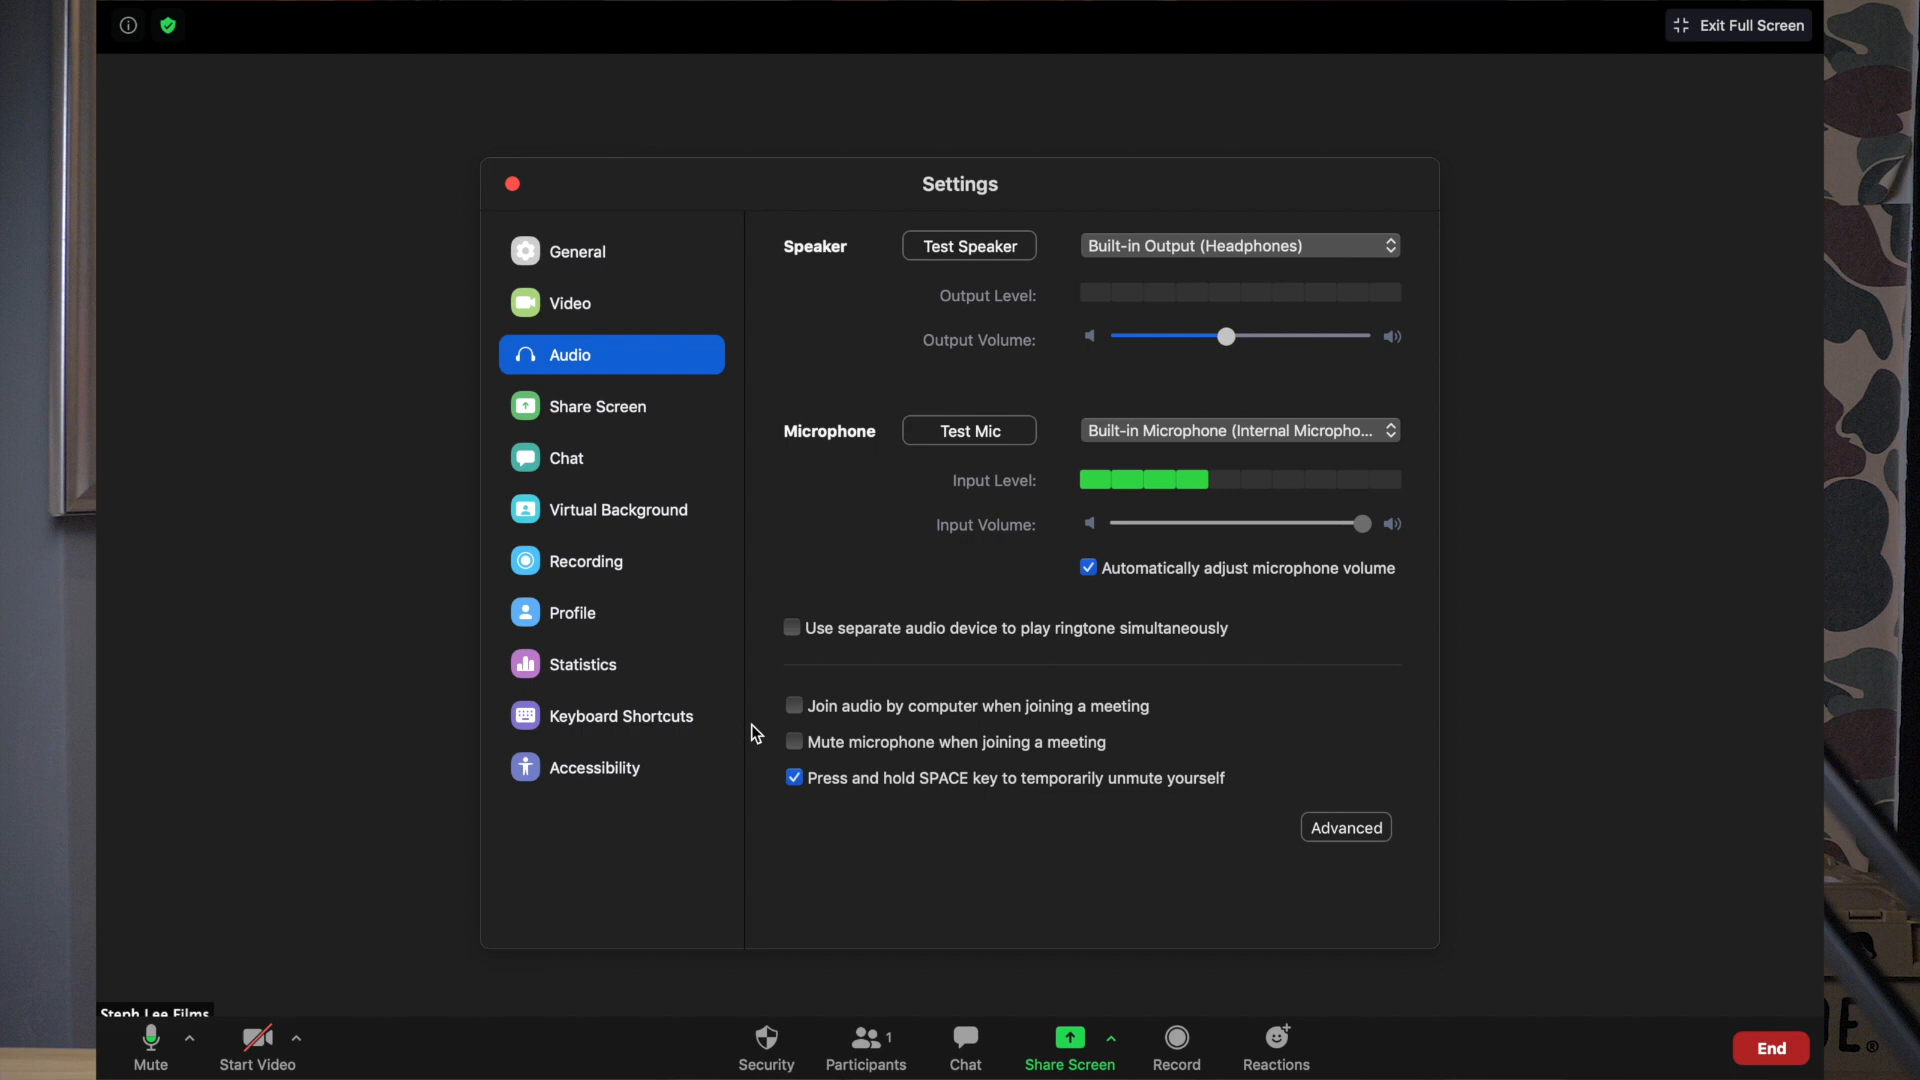 Exit Full Screen
Settings
General
Video
Audio
Share Screen
Chat
Virtual Background
Recording
Profile
Statistics
Keyboard Shortcuts
Accessibility
Speaker
Test Speaker
Built-in Output (Headphones)
Output Level:
Output Volume:
Microphone
Test Mic
Built-in Microphone (Internal Micropho...
Input Level:
Input Volume:
Automatically adjust microphone volume
Use separate audio device to play ringtone simultaneously
Join audio by computer when joining a meeting
Mute microphone when joining a meeting
Press and hold SPACE key to temporarily unmute yourself
Advanced
Steph Lee Films
Mute
Start Video
Security
1
Participants
Chat
Share Screen
Record
Reactions
End